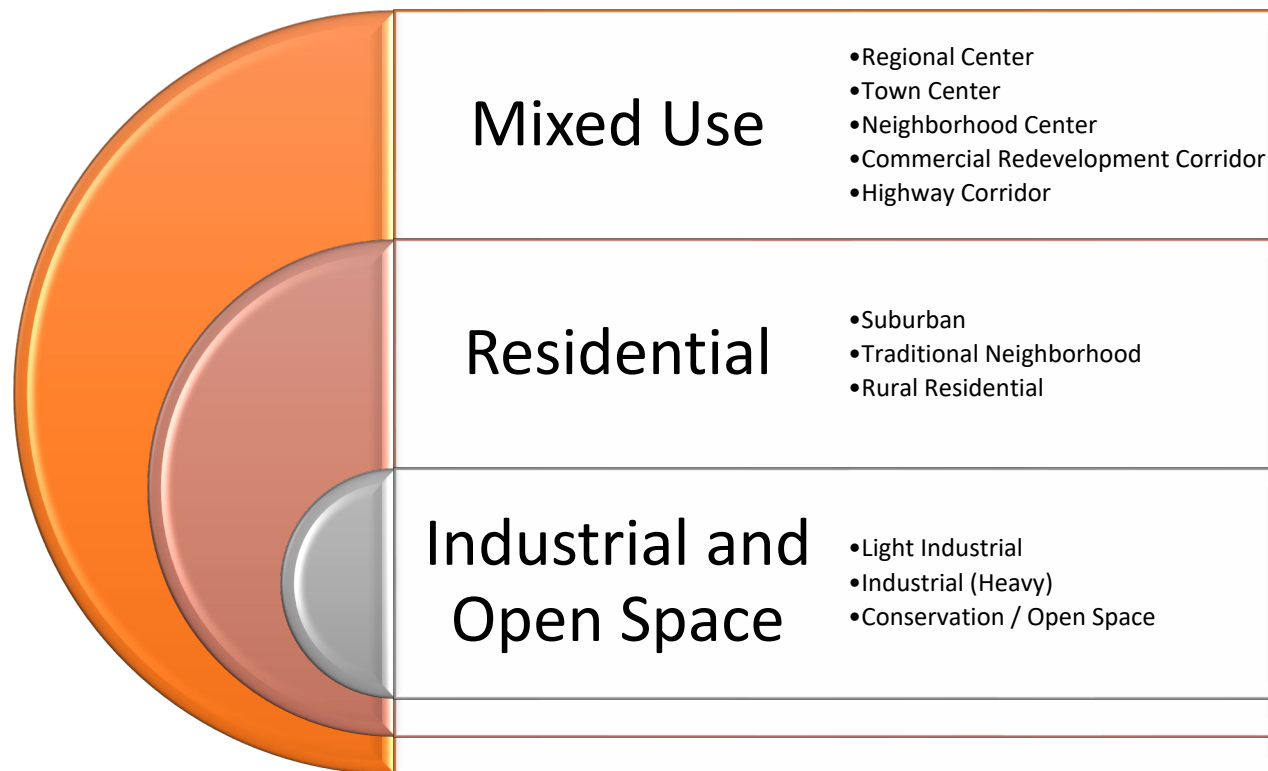 Mixed Use
•Regional Center
•Town Center
•Neighborhood Center
•Commercial Redevelopment Corridor
•Highway Corridor
Residential
•Suburban
•Traditional Neighborhood
•Rural Residential
Industrial and
Open Space
•Light Industrial
•Industrial (Heavy)
•Conservation / Open Space